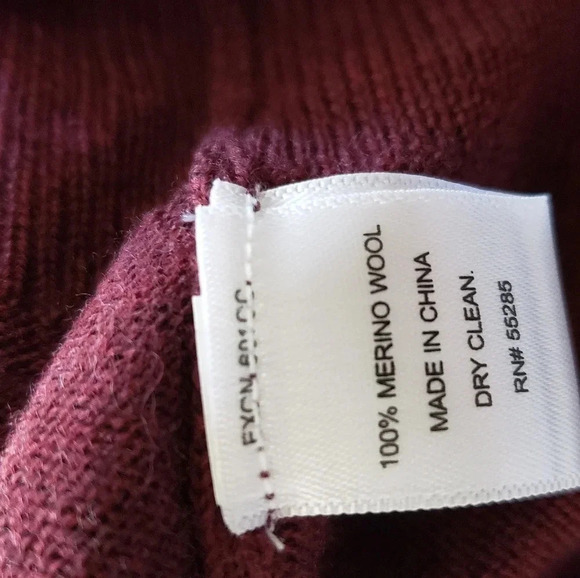 100% MERINO WOOL
MADE IN CHINA
DRY CLEAN.
RN# 55285